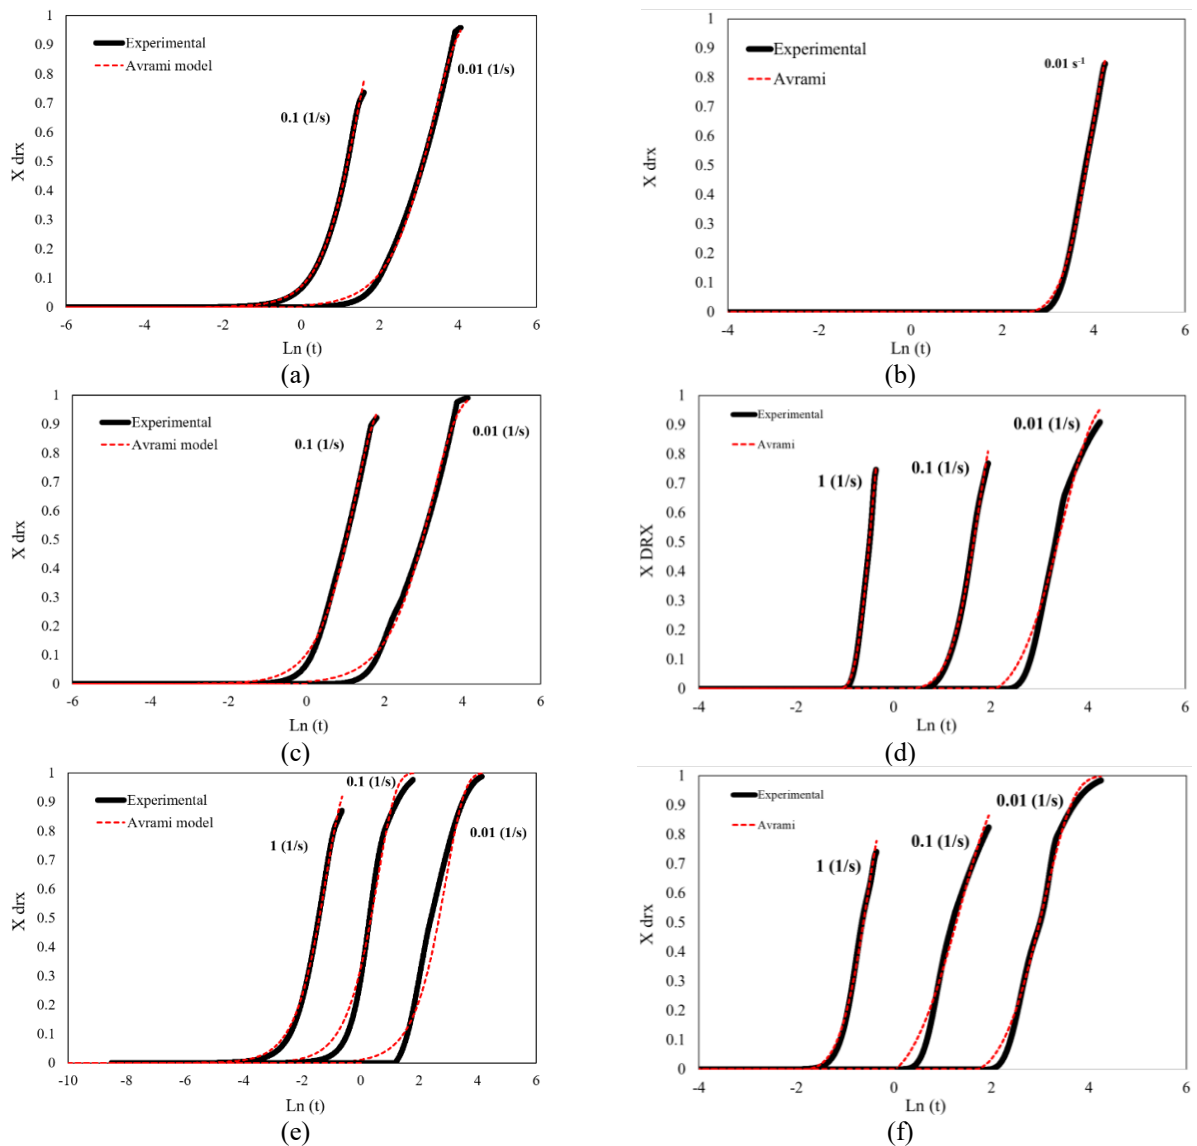 1
0.9
0.8
0.7
0.6
0.5
0.4
0.3
0.2
0.1
0
X drx
Experimental
Avrami model
0.1 (1/s)
0.01 (1/s)
-6 -4 -2 0 2 4 6
Ln (t)
(a)
1
0.9
0.8
0.7
0.6
0.5
0.4
0.3
0.2
0.1
0
X drx
Experimental
Avrami
0.01 s⁻¹
-4 -2 0 2 4 6
Ln (t)
(b)
1
0.9
0.8
0.7
0.6
0.5
0.4
0.3
0.2
0.1
0
X drx
Experimental
Avrami model
0.1 (1/s)
0.01 (1/s)
-6 -4 -2 0 2 4 6
Ln (t)
(c)
1
0.9
0.8
0.7
0.6
0.5
0.4
0.3
0.2
0.1
0
X DRX
Experimental
Avrami
1 (1/s)
0.1 (1/s)
0.01 (1/s)
-4 -2 0 2 4 6
Ln (t)
(d)
1
0.9
0.8
0.7
0.6
0.5
0.4
0.3
0.2
0.1
0
X drx
Experimental
Avrami model
1 (1/s)
0.1 (1/s)
0.01 (1/s)
-10 -8 -6 -4 -2 0 2 4 6
Ln (t)
(e)
1
0.9
0.8
0.7
0.6
0.5
0.4
0.3
0.2
0.1
0
X drx
Experimental
Avrami
1 (1/s)
0.1 (1/s)
0.01 (1/s)
-4 -2 0 2 4 6
Ln (t)
(f)